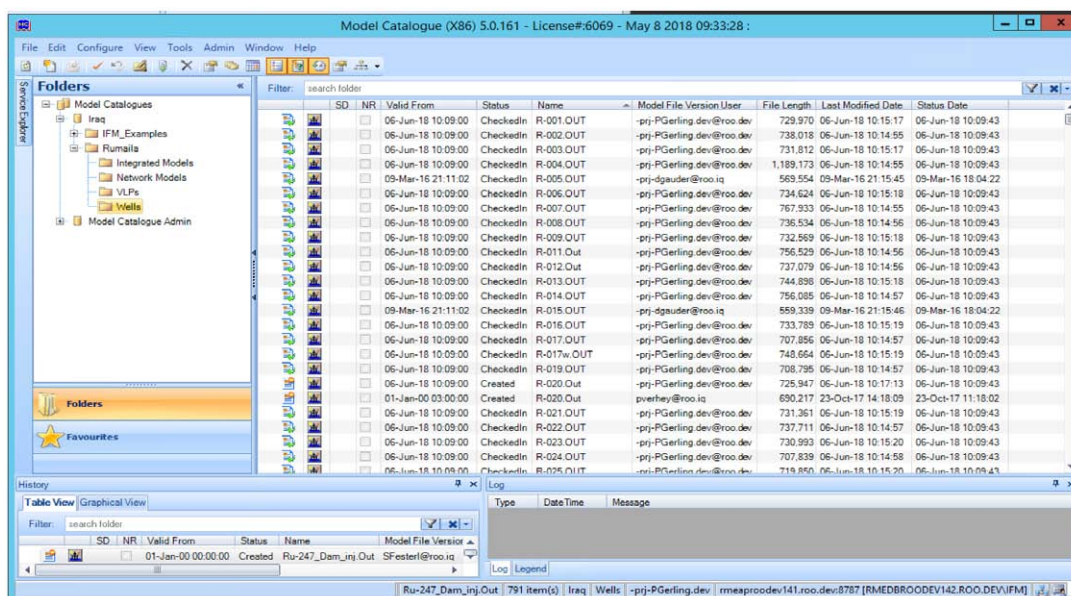 Model Catalogue (X86) 5.0.161 - License#:6069 - May 8 2018 09:33:28 :
File Edit Configure View Tools Admin Window Help
Service Explorer
Folders
Model Catalogues
Iraq
IFM_Examples
Rumaila
Integrated Models
Network Models
VLPs
Wells
Model Catalogue Admin
Folders
Favourites
Filter: search folder
SD NR Valid From Status Name Model File Version User File Length Last Modified Date Status Date
06-Jun-18 10:09:00 CheckedIn R-001.OUT -prj-PGerling.dev@roo.dev 729,970 06-Jun-18 10:15:17 06-Jun-18 10:09:43
06-Jun-18 10:09:00 CheckedIn R-002.OUT -prj-PGerling.dev@roo.dev 738,018 06-Jun-18 10:14:55 06-Jun-18 10:09:43
06-Jun-18 10:09:00 CheckedIn R-003.OUT -prj-PGerling.dev@roo.dev 731,812 06-Jun-18 10:15:17 06-Jun-18 10:09:43
06-Jun-18 10:09:00 CheckedIn R-004.OUT -prj-PGerling.dev@roo.dev 1,189,173 06-Jun-18 10:14:55 06-Jun-18 10:09:43
09-Mar-16 21:11:02 CheckedIn R-005.OUT -prj-dgauder@roo.iq 569,554 09-Mar-16 21:15:45 09-Mar-16 18:04:22
06-Jun-18 10:09:00 CheckedIn R-006.OUT -prj-PGerling.dev@roo.dev 734,624 06-Jun-18 10:15:18 06-Jun-18 10:09:43
06-Jun-18 10:09:00 CheckedIn R-007.OUT -prj-PGerling.dev@roo.dev 767,933 06-Jun-18 10:14:55 06-Jun-18 10:09:43
06-Jun-18 10:09:00 CheckedIn R-008.OUT -prj-PGerling.dev@roo.dev 736,534 06-Jun-18 10:14:56 06-Jun-18 10:09:43
06-Jun-18 10:09:00 CheckedIn R-009.OUT -prj-PGerling.dev@roo.dev 732,569 06-Jun-18 10:15:18 06-Jun-18 10:09:43
06-Jun-18 10:09:00 CheckedIn R-011.Out -prj-PGerling.dev@roo.dev 756,529 06-Jun-18 10:14:56 06-Jun-18 10:09:43
06-Jun-18 10:09:00 CheckedIn R-012.Out -prj-PGerling.dev@roo.dev 737,079 06-Jun-18 10:14:56 06-Jun-18 10:09:43
06-Jun-18 10:09:00 CheckedIn R-013.OUT -prj-PGerling.dev@roo.dev 744,898 06-Jun-18 10:15:18 06-Jun-18 10:09:43
06-Jun-18 10:09:00 CheckedIn R-014.OUT -prj-PGerling.dev@roo.dev 756,085 06-Jun-18 10:14:57 06-Jun-18 10:09:43
09-Mar-16 21:11:02 CheckedIn R-015.OUT -prj-dgauder@roo.iq 559,339 09-Mar-16 21:15:46 09-Mar-16 18:04:22
06-Jun-18 10:09:00 CheckedIn R-016.OUT -prj-PGerling.dev@roo.dev 733,789 06-Jun-18 10:15:19 06-Jun-18 10:09:43
06-Jun-18 10:09:00 CheckedIn R-017.OUT -prj-PGerling.dev@roo.dev 707,856 06-Jun-18 10:14:57 06-Jun-18 10:09:43
06-Jun-18 10:09:00 CheckedIn R-017w.OUT -prj-PGerling.dev@roo.dev 748,664 06-Jun-18 10:15:19 06-Jun-18 10:09:43
06-Jun-18 10:09:00 CheckedIn R-019.OUT -prj-PGerling.dev@roo.dev 708,795 06-Jun-18 10:14:57 06-Jun-18 10:09:43
06-Jun-18 10:09:00 Created R-020.Out -prj-PGerling.dev@roo.dev 725,947 06-Jun-18 10:17:13 06-Jun-18 10:09:43
01-Jan-00 03:00:00 Created R-020.Out pverhey@roo.iq 690,217 23-Oct-17 14:18:09 23-Oct-17 11:18:02
06-Jun-18 10:09:00 CheckedIn R-021.OUT -prj-PGerling.dev@roo.dev 731,361 06-Jun-18 10:15:19 06-Jun-18 10:09:43
06-Jun-18 10:09:00 CheckedIn R-022.OUT -prj-PGerling.dev@roo.dev 737,711 06-Jun-18 10:14:57 06-Jun-18 10:09:43
06-Jun-18 10:09:00 CheckedIn R-023.OUT -prj-PGerling.dev@roo.dev 730,993 06-Jun-18 10:15:20 06-Jun-18 10:09:43
06-Jun-18 10:09:00 CheckedIn R-024.OUT -prj-PGerling.dev@roo.dev 707,839 06-Jun-18 10:14:58 06-Jun-18 10:09:43
06-Jun-18 10:09:00 CheckedIn R-025.OUT -prj-PGerling.dev@roo.dev 719,850 06-Jun-18 10:15:20 06-Jun-18 10:09:43
History
Table View Graphical View
Filter: search folder
SD NR Valid From Status Name Model File Version
01-Jan-00 00:00:00 Created Ru-247_Dam_inj.Out SFesterl@roo.iq
Log
Type DateTime Message
Log Legend
Ru-247_Dam_inj.Out 791 item(s) Iraq Wells -prj-PGerling.dev rmeaproodev141.roo.dev:8787 [RMEDBROODEV142.ROO.DEV\IFM]